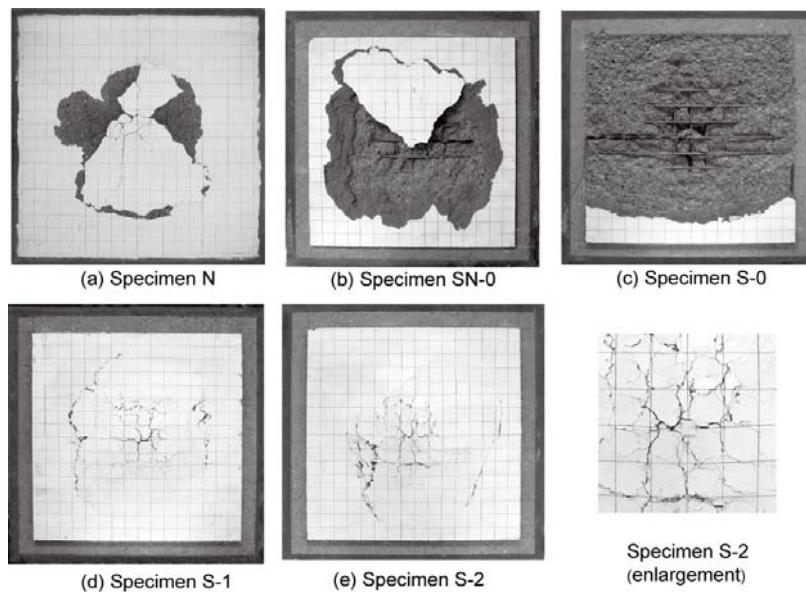 (a) Specimen N
(b) Specimen SN-0
(c) Specimen S-0
(d) Specimen S-1
(e) Specimen S-2
Specimen S-2
(enlargement)